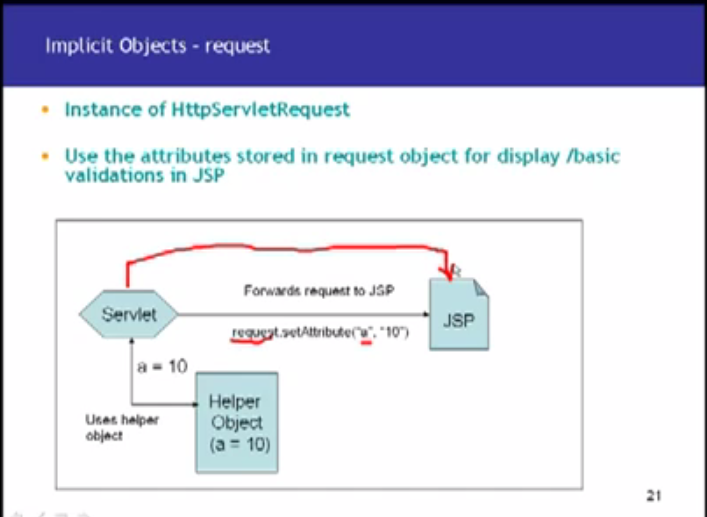 Implicit Objects - request
• Instance of HttpServletRequest
• Use the attributes stored in request object for display /basic
validations in JSP
Forwards request to JSP
Servlet
JSP
request.setAttribute("a", "10")
a = 10
Uses helper
object
Helper
Object
(a = 10)
21